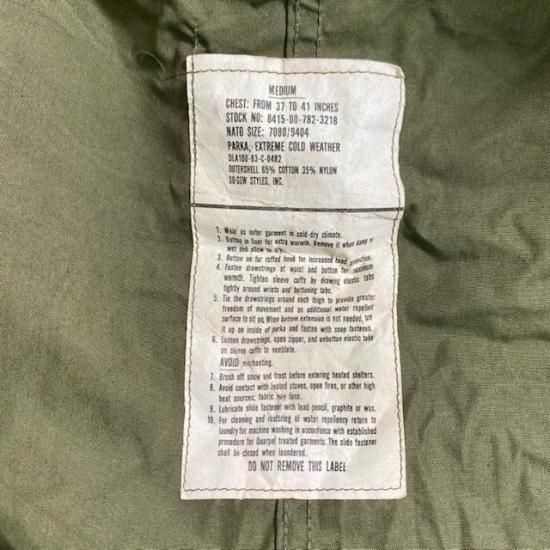 MEDIUM
CHEST: FROM 37 TO 41 INCHES
STOCK NO: 8415-00-782-3218
NATO SIZE: 7080/9404
PARKA, EXTREME COLD WEATHER
DLA100-83-C-0482
OUTERSHELL 65% COTTON 35% NYLON
SO-SEW STYLES, INC.
1. Wear as outer garment in cold-dry climate.
2. Button in liner for extra warmth. Remove it when damp or
wet and allow to dry.
3. Button on fur ruffed hood for increased head protection.
4. Fasten drawstrings at waist and bottom for maximum
warmth. Tighten sleeve cuffs by drawing elastic tabs
tightly around wrists and buttoning tabs.
5. Tie the drawstrings around each thigh to provide greater
freedom of movement and an additional water repellent
surface to sit on. When bottom extension is not needed, tie
it up on inside of parka and fasten with snap fasteners.
6. Loosen drawstrings, open zipper, and unbutton elastic tabs
on sleeve cuffs to ventilate.
AVOID overheating.
7. Brush off snow and frost before entering heated shelters.
8. Avoid contact with heated stoves, open fires, or other high
heat sources; fabric may fuse.
9. Lubricate slide fastener with lead pencil, graphite or wax.
10. For cleaning and restoring of water repellency return to
laundry for machine washing in accordance with established
procedure for Quarpel treated garments. The slide fastener
shall be closed when laundered.
DO NOT REMOVE THIS LABEL